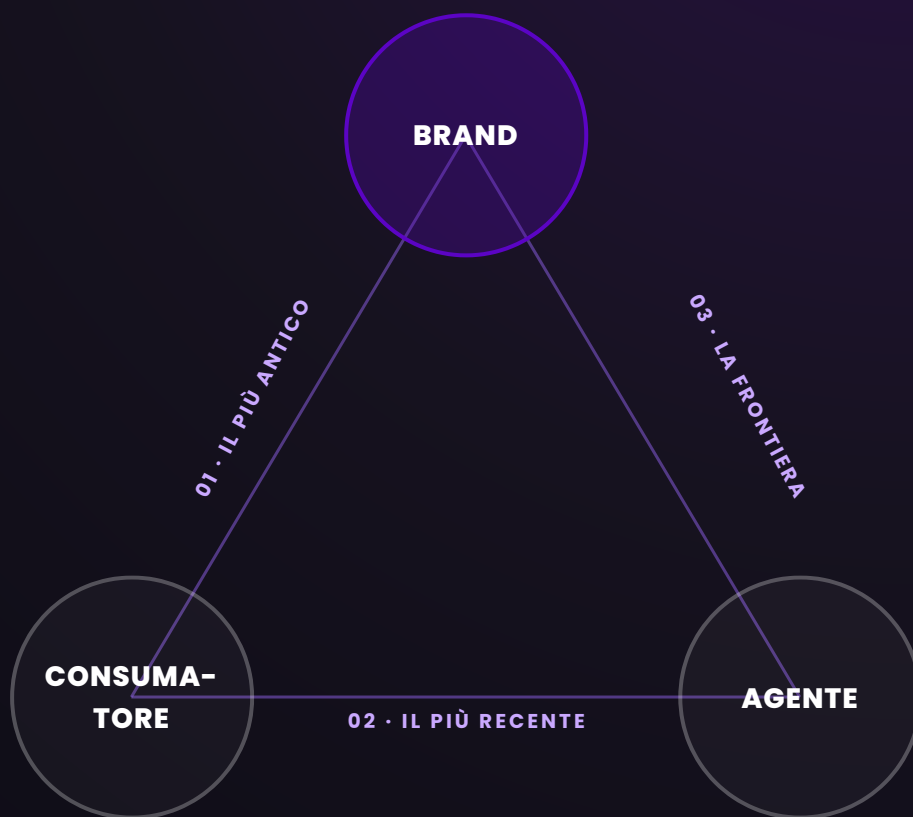 BRAND
01 · IL PIÙ ANTICO
03 · LA FRONTIERA
CONSUMA-
TORE
AGENTE
02 · IL PIÙ RECENTE